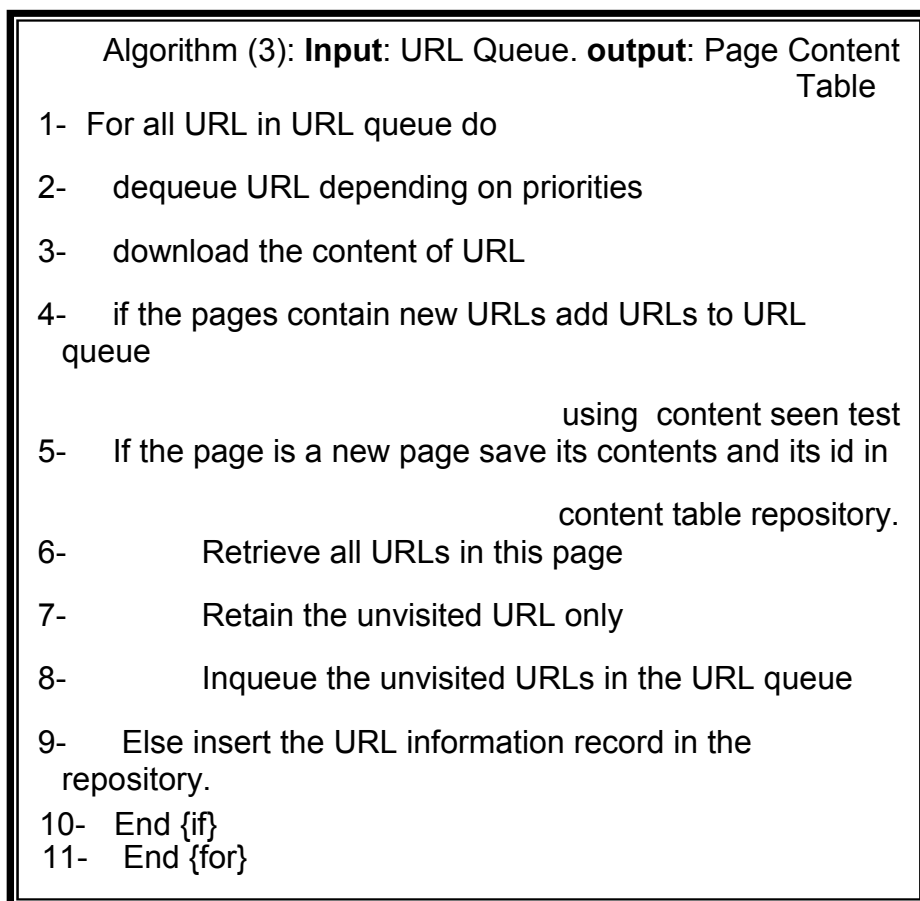 Algorithm (3): Input: URL Queue. output: Page Content
Table
1- For all URL in URL queue do
2- dequeue URL depending on priorities
3- download the content of URL
4- if the pages contain new URLs add URLs to URL
queue
using content seen test
5- If the page is a new page save its contents and its id in
content table repository.
6- Retrieve all URLs in this page
7- Retain the unvisited URL only
8- Inqueue the unvisited URLs in the URL queue
9- Else insert the URL information record in the
repository.
10- End {if}
11- End {for}